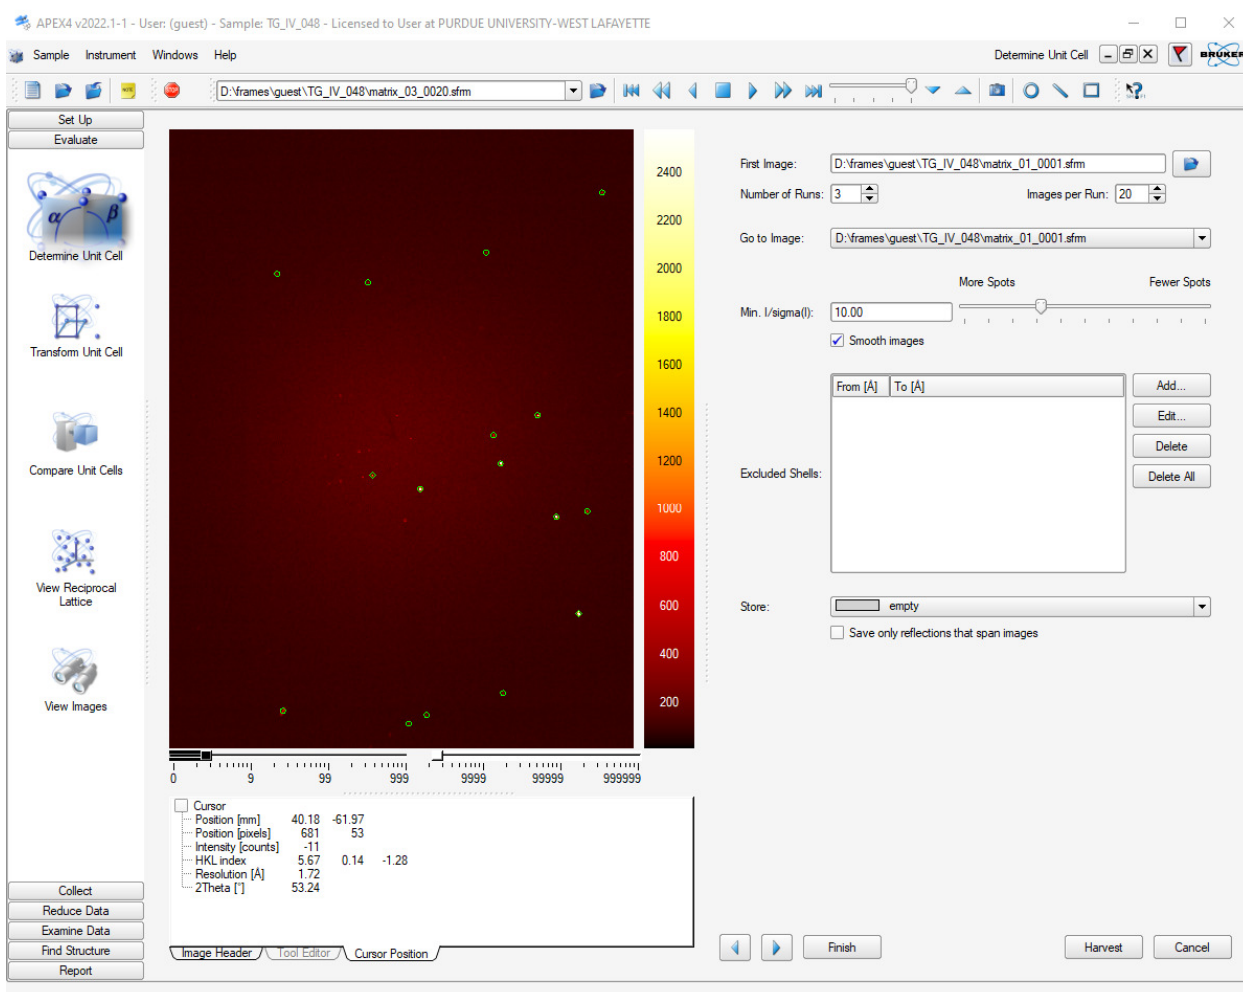 APEX4 v2022.1-1 - User: (guest) - Sample: TG_IV_048 - Licensed to User at PURDUE UNIVERSITY-WEST LAFAYETTE
Sample Instrument Windows Help
Determine Unit Cell
BRUKER
NOTE
STOP
D:\frames\guest\TG_IV_048\matrix_03_0020.sfrm
Set Up
Evaluate
α β
Determine Unit Cell
Transform Unit Cell
Compare Unit Cells
View Reciprocal
Lattice
View Images
Collect
Reduce Data
Examine Data
Find Structure
Report
2400
2200
2000
1800
1600
1400
1200
1000
800
600
400
200
0 9 99 999 9999 99999 999999
Cursor
Position [mm] 40.18 -61.97
Position [pixels] 681 53
Intensity [counts] -11
HKL index 5.67 0.14 -1.28
Resolution [Å] 1.72
2Theta [°] 53.24
Image Header Tool Editor Cursor Position
First Image: D:\frames\guest\TG_IV_048\matrix_01_0001.sfrm
Number of Runs: 3 Images per Run: 20
Go to Image: D:\frames\guest\TG_IV_048\matrix_01_0001.sfrm
More Spots Fewer Spots
Min. I/sigma(I): 10.00
Smooth images
From [Å] To [Å]
Add...
Edit...
Delete
Delete All
Excluded Shells:
Store: empty
Save only reflections that span images
Finish Harvest Cancel